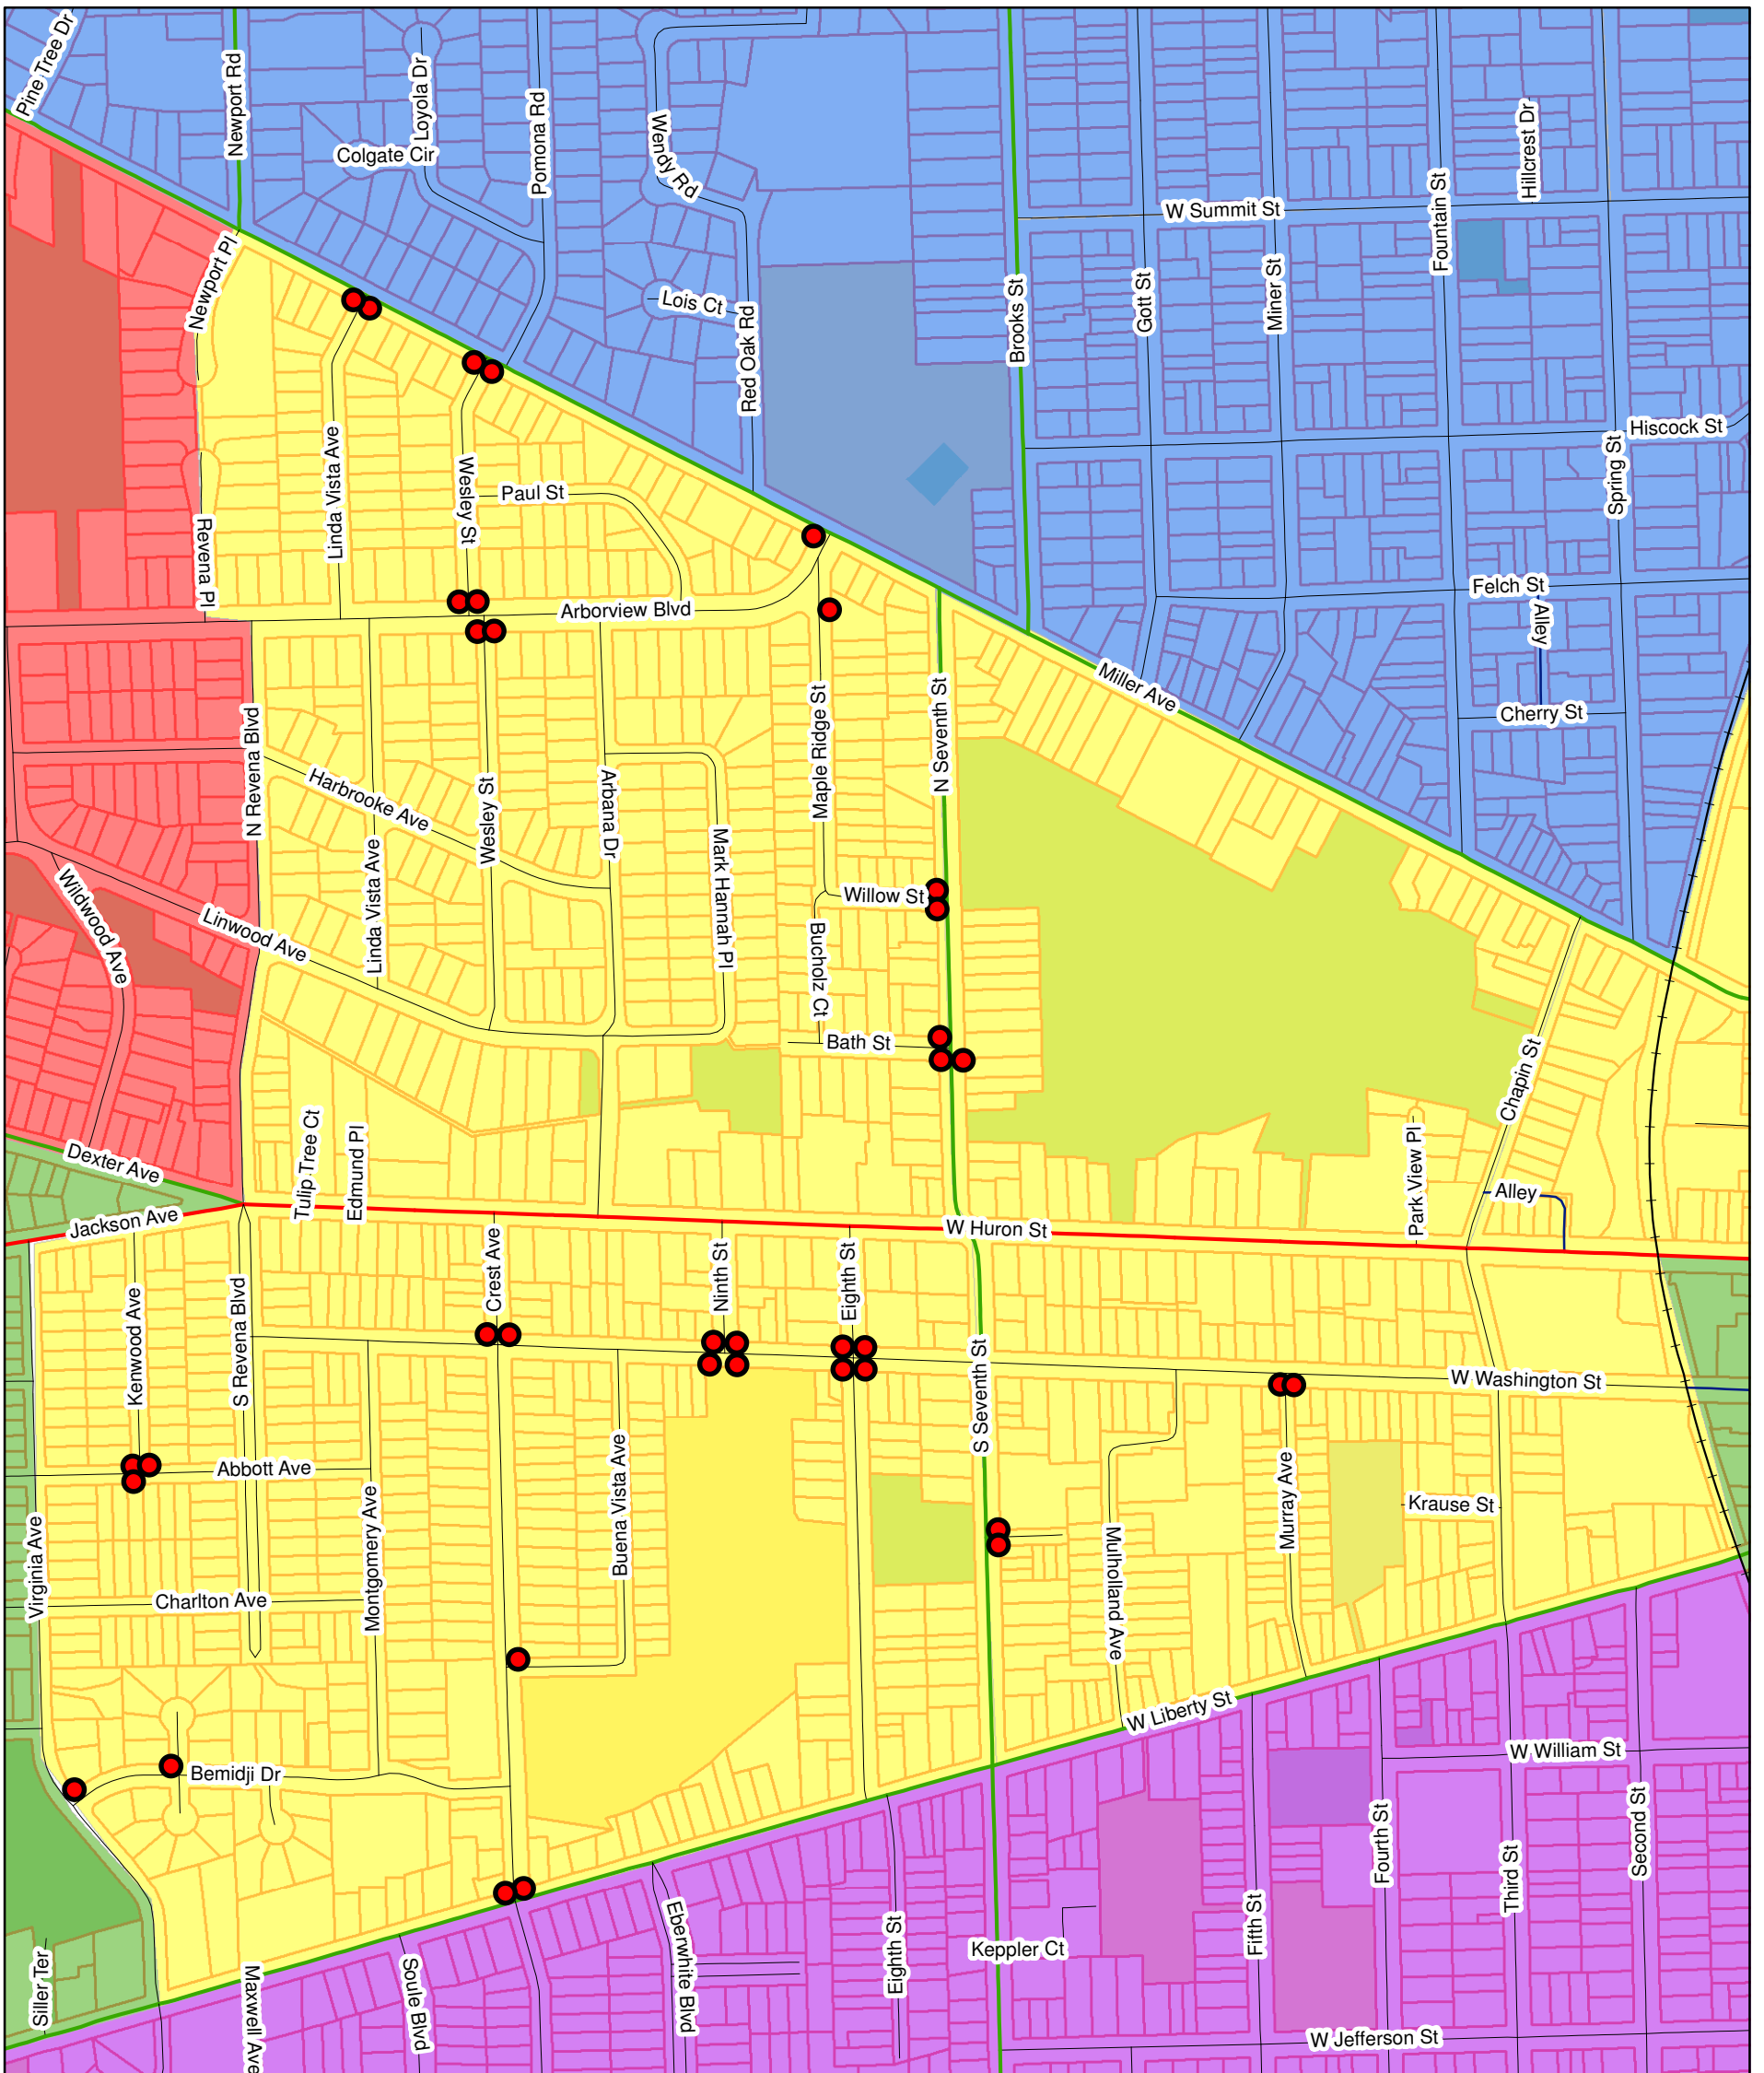 Pine Tree Dr
Newport Rd
Loyola Dr
Colgate Cir
Pomona Rd
Wendy Rd
Hillcrest Dr
Fountain St
W Summit St
Newport Pl
Lois Ct
Red Oak Rd
Brooks St
Gott St
Miner St
Hiscock St
Spring St
Linda Vista Ave
Wesley St
Paul St
Revena Pl
Arborview Blvd
Felch St
Alley
Miller Ave
Cherry St
N Revena Blvd
Harbrooke Ave
Wesley St
Arbana Dr
Maple Ridge St
N Seventh St
Linda Vista Ave
Mark Hannah Pl
Willow St
Wildwood Ave
Linwood Ave
Bucholz Ct
Bath St
Chapin St
Tulip Tree Ct
Edmund Pl
Dexter Ave
Park View Pl
Alley
Jackson Ave
W Huron St
Kenwood Ave
S Revena Blvd
Crest Ave
Ninth St
Eighth St
S Seventh St
W Washington St
Abbott Ave
Montgomery Ave
Buena Vista Ave
Murray Ave
Krause St
Virginia Ave
Charlton Ave
Mulholland Ave
W Liberty St
W William St
Bemidji Dr
Fourth St
Third St
Second St
Siller Ter
Maxwell Ave
Soule Blvd
Eberwhite Blvd
Eighth St
Keppler Ct
Fifth St
W Jefferson St